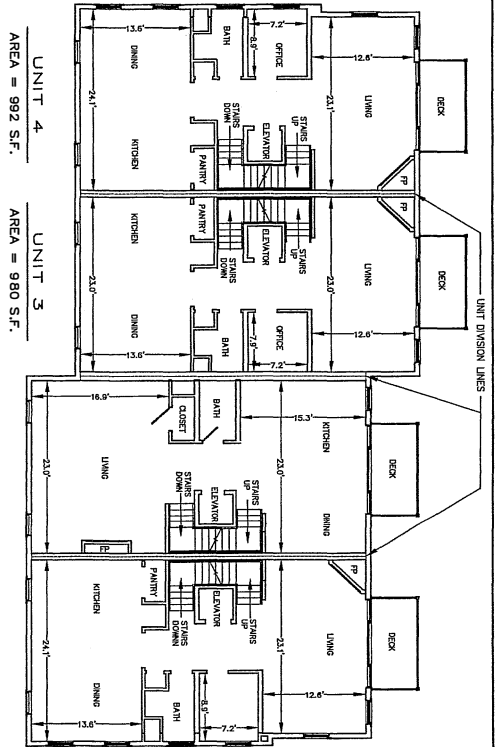 UNIT 4
AREA = 992 S.F.
UNIT 3
AREA = 980 S.F.
UNIT DIVISION LINES
DECK
12.6'
LIVING
23.1'
FP
7.2'
OFFICE
8.9'
BATH
STAIRS
UP
ELEVATOR
STAIRS
DOWN
PANTRY
13.6'
DINING
24.1'
KITCHEN
DECK
FP
LIVING
23.0'
12.6'
STAIRS
UP
ELEVATOR
STAIRS
DOWN
PANTRY
OFFICE
7.9'
7.2'
BATH
KITCHEN
23.0'
DINING
13.6'
DECK
KITCHEN
15.3'
23.0'
DINING
BATH
CLOSET
STAIRS
UP
ELEVATOR
STAIRS
DOWN
16.9'
LIVING
23.0'
FP
DECK
FP
LIVING
23.1'
12.6'
STAIRS
UP
ELEVATOR
STAIRS
DOWNN
PANTRY
8.9'
7.2'
BATH
KITCHEN
24.1'
DINING
13.6'